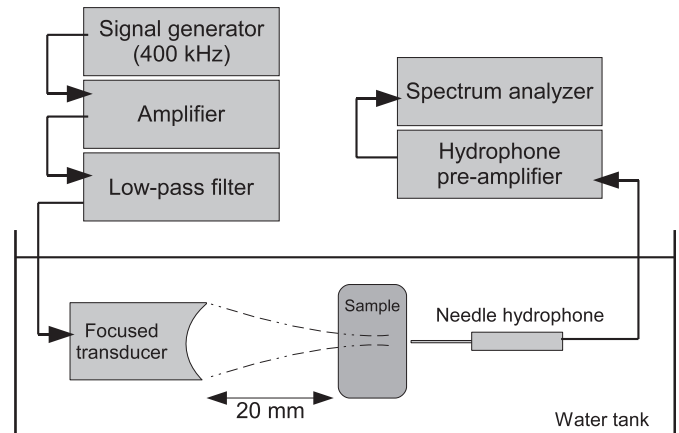 Signal generator
(400 kHz)
Amplifier
Low-pass filter
Spectrum analyzer
Hydrophone
pre-amplifier
Sample
Needle hydrophone
Focused
transducer
20 mm
Water tank